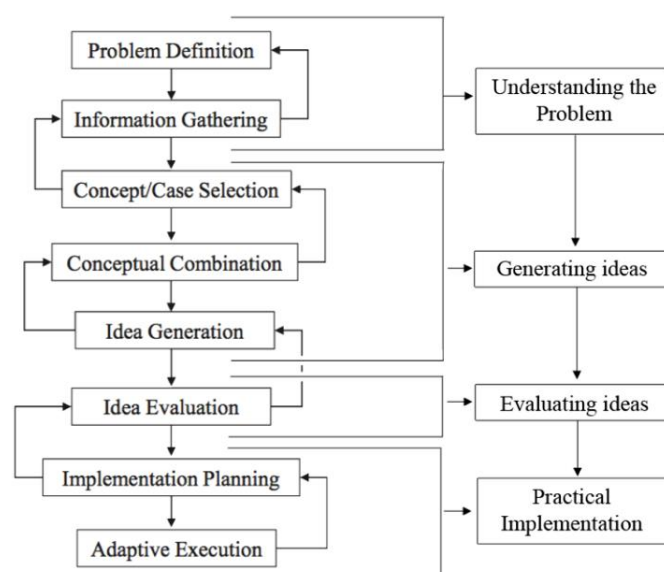 Problem Definition
Information Gathering
Concept/Case Selection
Conceptual Combination
Idea Generation
Idea Evaluation
Implementation Planning
Adaptive Execution
Understanding the
Problem
Generating ideas
Evaluating ideas
Practical
Implementation